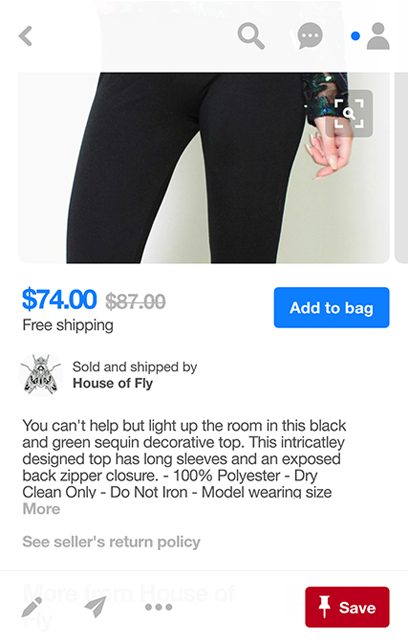 $74.00 $87.00
Add to bag
Free shipping
Sold and shipped by
House of Fly
You can't help but light up the room in this black
and green sequin decorative top. This intricatley
designed top has long sleeves and an exposed
back zipper closure. - 100% Polyester - Dry
Clean Only - Do Not Iron - Model wearing size
More
See seller's return policy
More from House of
Fly
Save